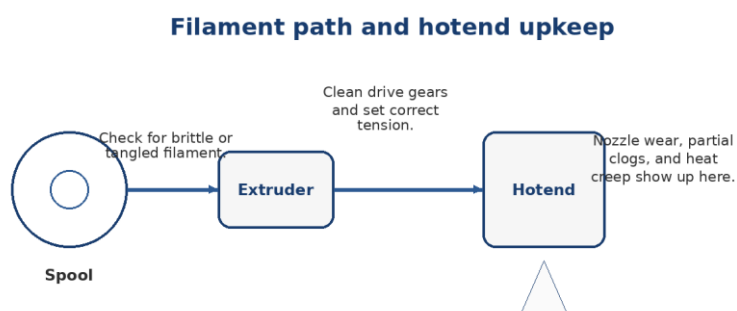 Filament path and hotend upkeep
Clean drive gears
and set correct
tension.
Check for brittle or
tangled filament.
Nozzle wear, partial
clogs, and heat
creep show up here.
Extruder
Hotend
Spool